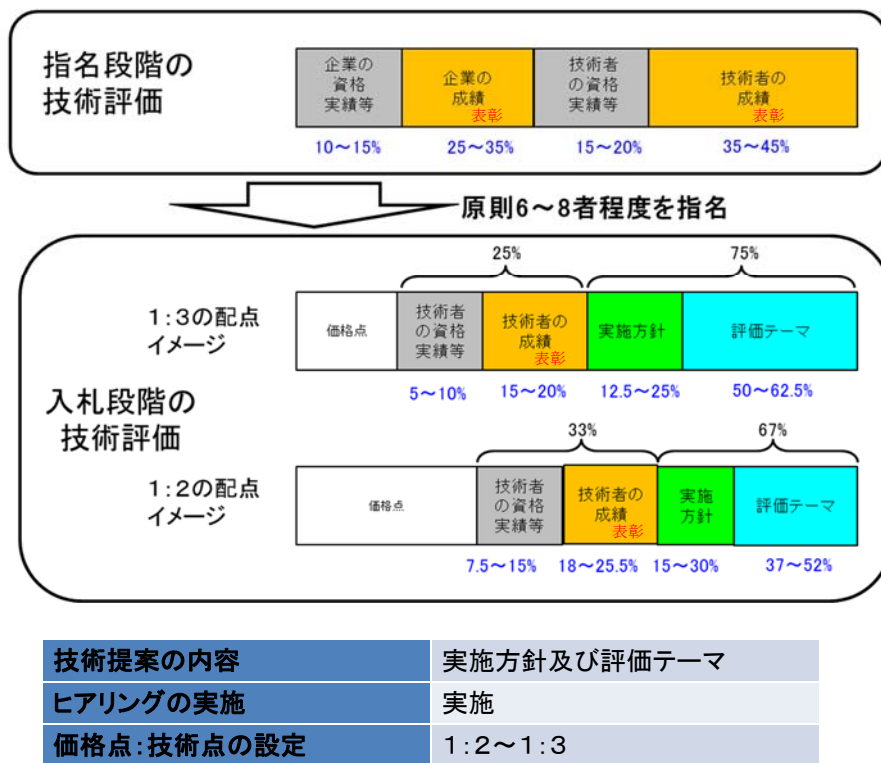 指名段階の
技術評価
企業の
資格
実績等
企業の
成績
表彰
技術者
の資格
実績等
技術者の
成績
表彰
10～15%
25～35%
15～20%
35～45%
原則6～8者程度を指名
25%
75%
1:3の配点
イメージ
価格点
技術者
の資格
実績等
技術者の
成績
表彰
実施方針
評価テーマ
5～10%
15～20%
12.5～25%
50～62.5%
入札段階の
技術評価
33%
67%
1:2の配点
イメージ
価格点
技術者
の資格
実績等
技術者の
成績
表彰
実施
方針
評価テーマ
7.5～15%
18～25.5%
15～30%
37～52%
技術提案の内容 実施方針及び評価テーマ
ヒアリングの実施 実施
価格点:技術点の設定 1:2～1:3